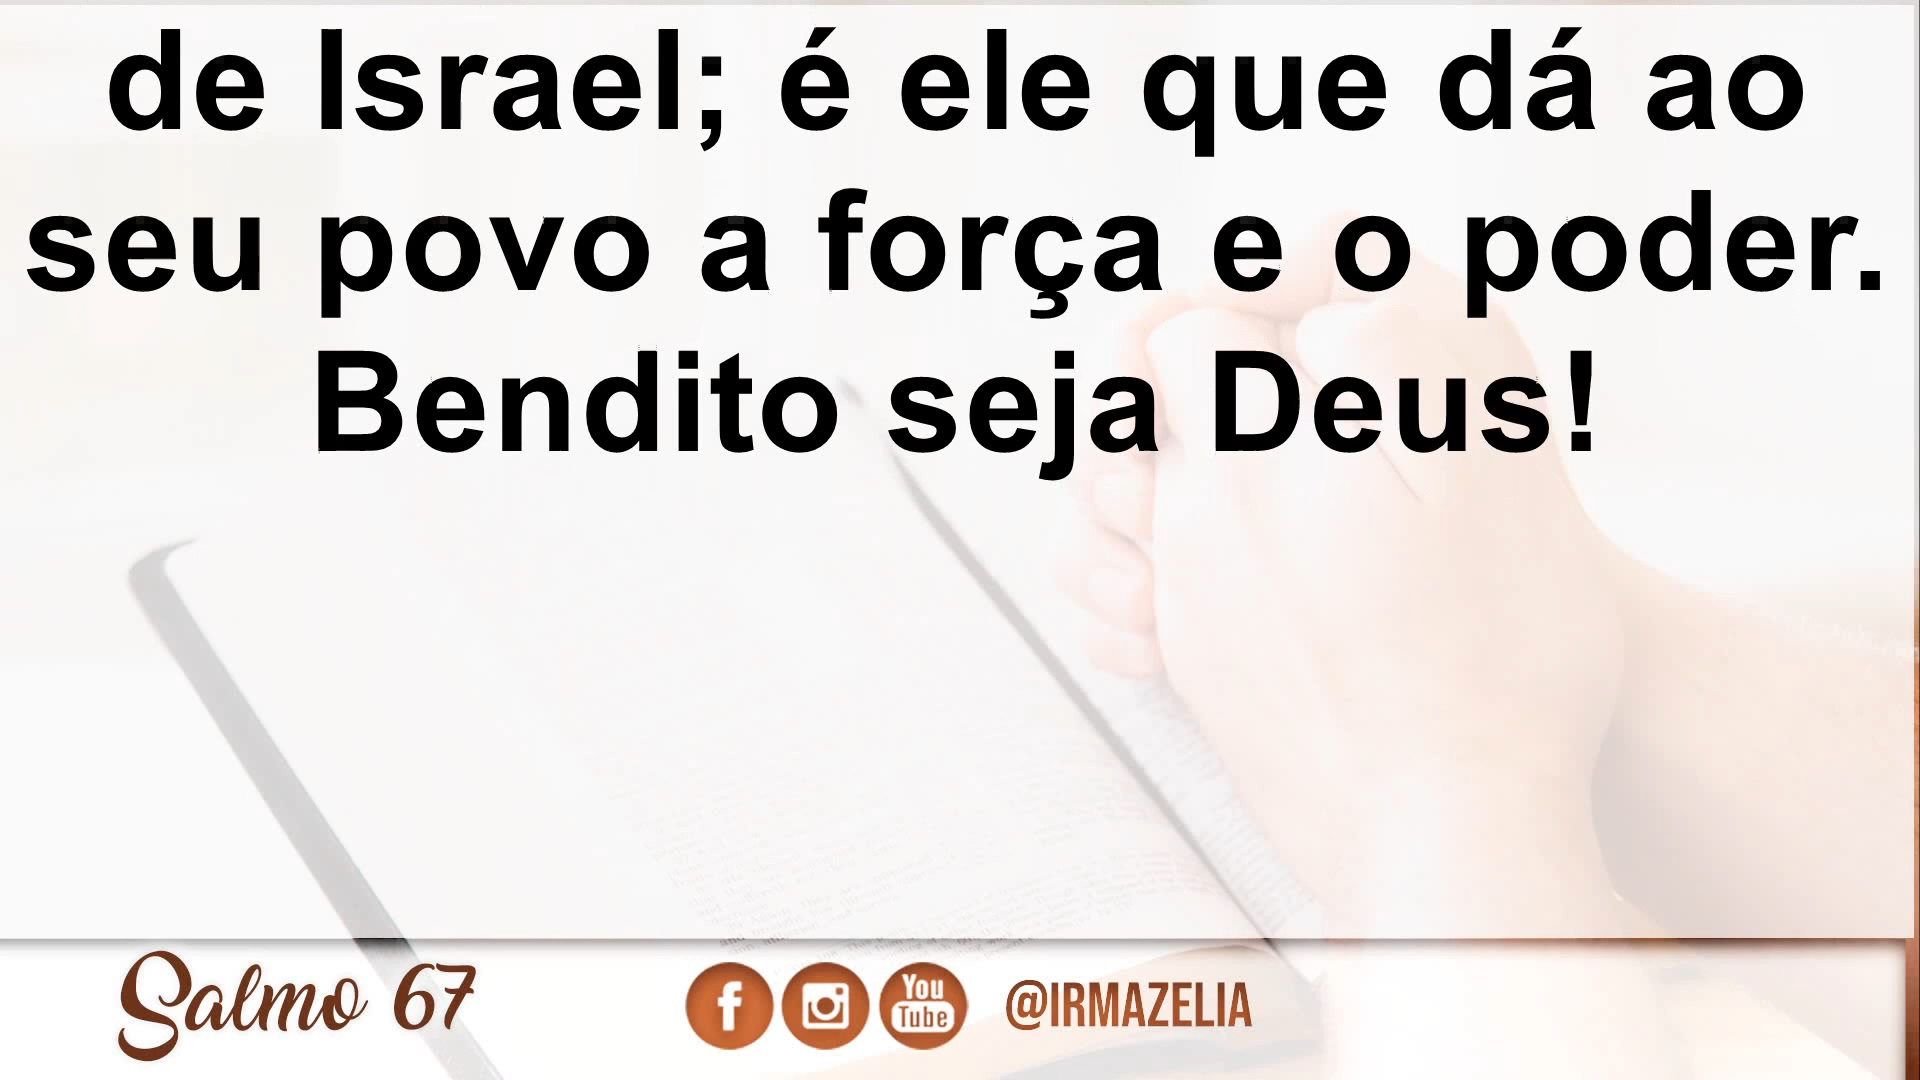 de Israel; é ele que dá ao
seu povo a força e o poder.
Bendito seja Deus!
Salmo 67
f
You
Tube
@IRMAZELIA